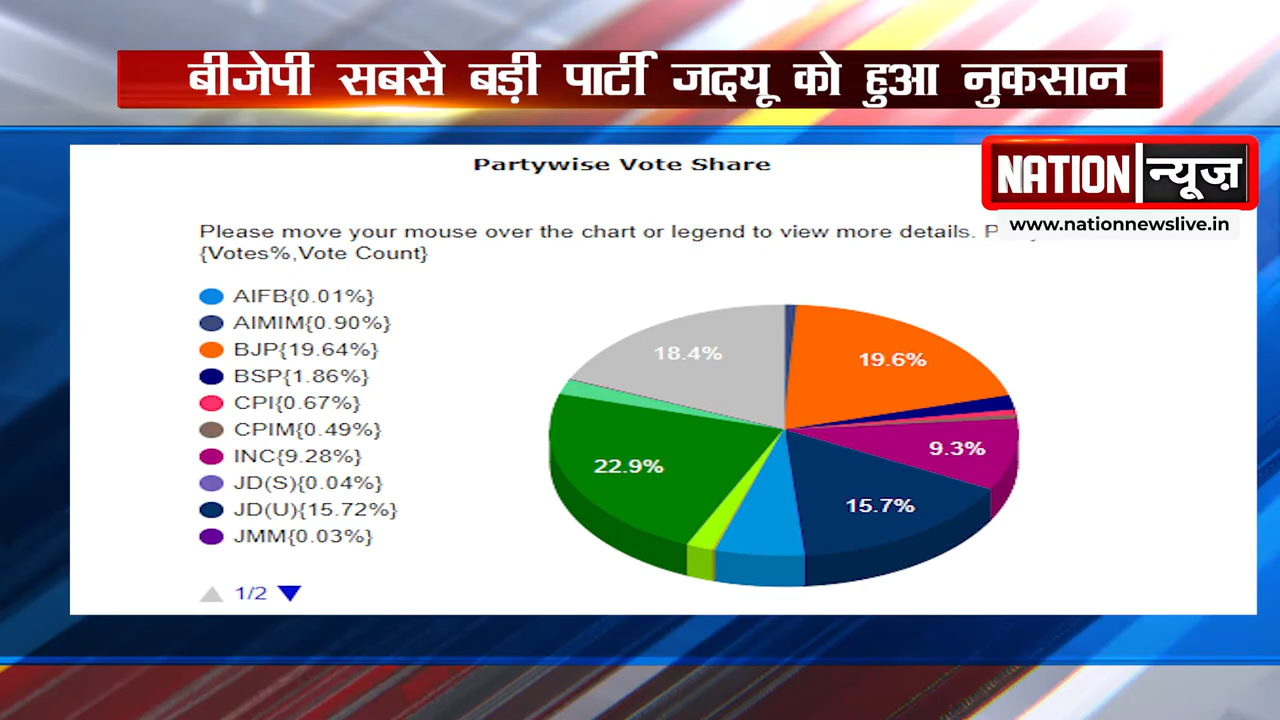 बीजेपी सबसे बड़ी पार्टी जदयू को हुआ नुकसान
Partywise Vote Share
NATION न्यूज़
www.nationnewslive.in
Please move your mouse over the chart or legend to view more details.
{Votes%,Vote Count}
AIFB{0.01%}
AIMIM{0.90%}
BJP{19.64%}
BSP{1.86%}
CPI{0.67%}
CPIM{0.49%}
INC{9.28%}
JD(S){0.04%}
JD(U){15.72%}
JMM{0.03%}
1/2
18.4%
19.6%
9.3%
22.9%
15.7%